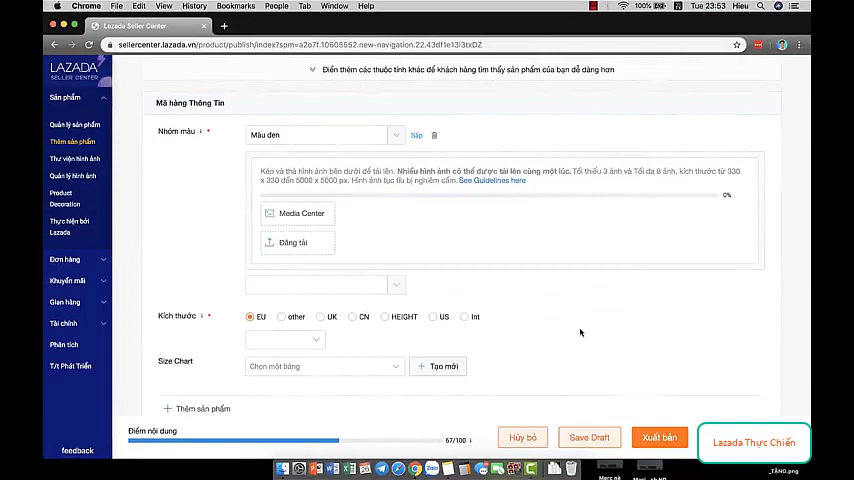 Chrome File Edit View History Bookmarks People Tab Window Help 100% Tue 23:53 Hieu
Lazada Seller Center
sellercenter.lazada.vn/product/publish/index?spm=a2o7f.10605552.new-navigation.22.43df1e13l3txDZ
LAZADA
SELLER CENTER
Điền thêm các thuộc tính khác để khách hàng tìm thấy sản phẩm của bạn dễ dàng hơn
Sản phẩm
Quản lý sản phẩm
Thêm sản phẩm
Thư viện hình ảnh
Quản lý hình ảnh
Product
Decoration
Thực hiện bởi
Lazada
Đơn hàng
Khuyến mãi
Gian hàng
Tài chính
Phân tích
T/t Phát Triển
feedback
Mã hàng Thông Tin
Nhóm màu * Màu đen Sập
Kéo và thả hình ảnh bên dưới để tải lên. Nhiều hình ảnh có thể được tải lên cùng một lúc. Tối thiểu 3 ảnh và Tối đa 8 ảnh, kích thước từ 330
x 330 đến 5000 x 5000 px. Hình ảnh tục tĩu bị nghiêm cấm. See Guidelines here
0%
Media Center
Đăng tải
Kích thước * EU other UK CN HEIGHT US Int
Size Chart Chọn một bảng + Tạo mới
+ Thêm sản phẩm
Điểm nội dung
67/100
Hủy bỏ Save Draft Xuất bản
Lazada Thực Chiến
_TẶNG.png